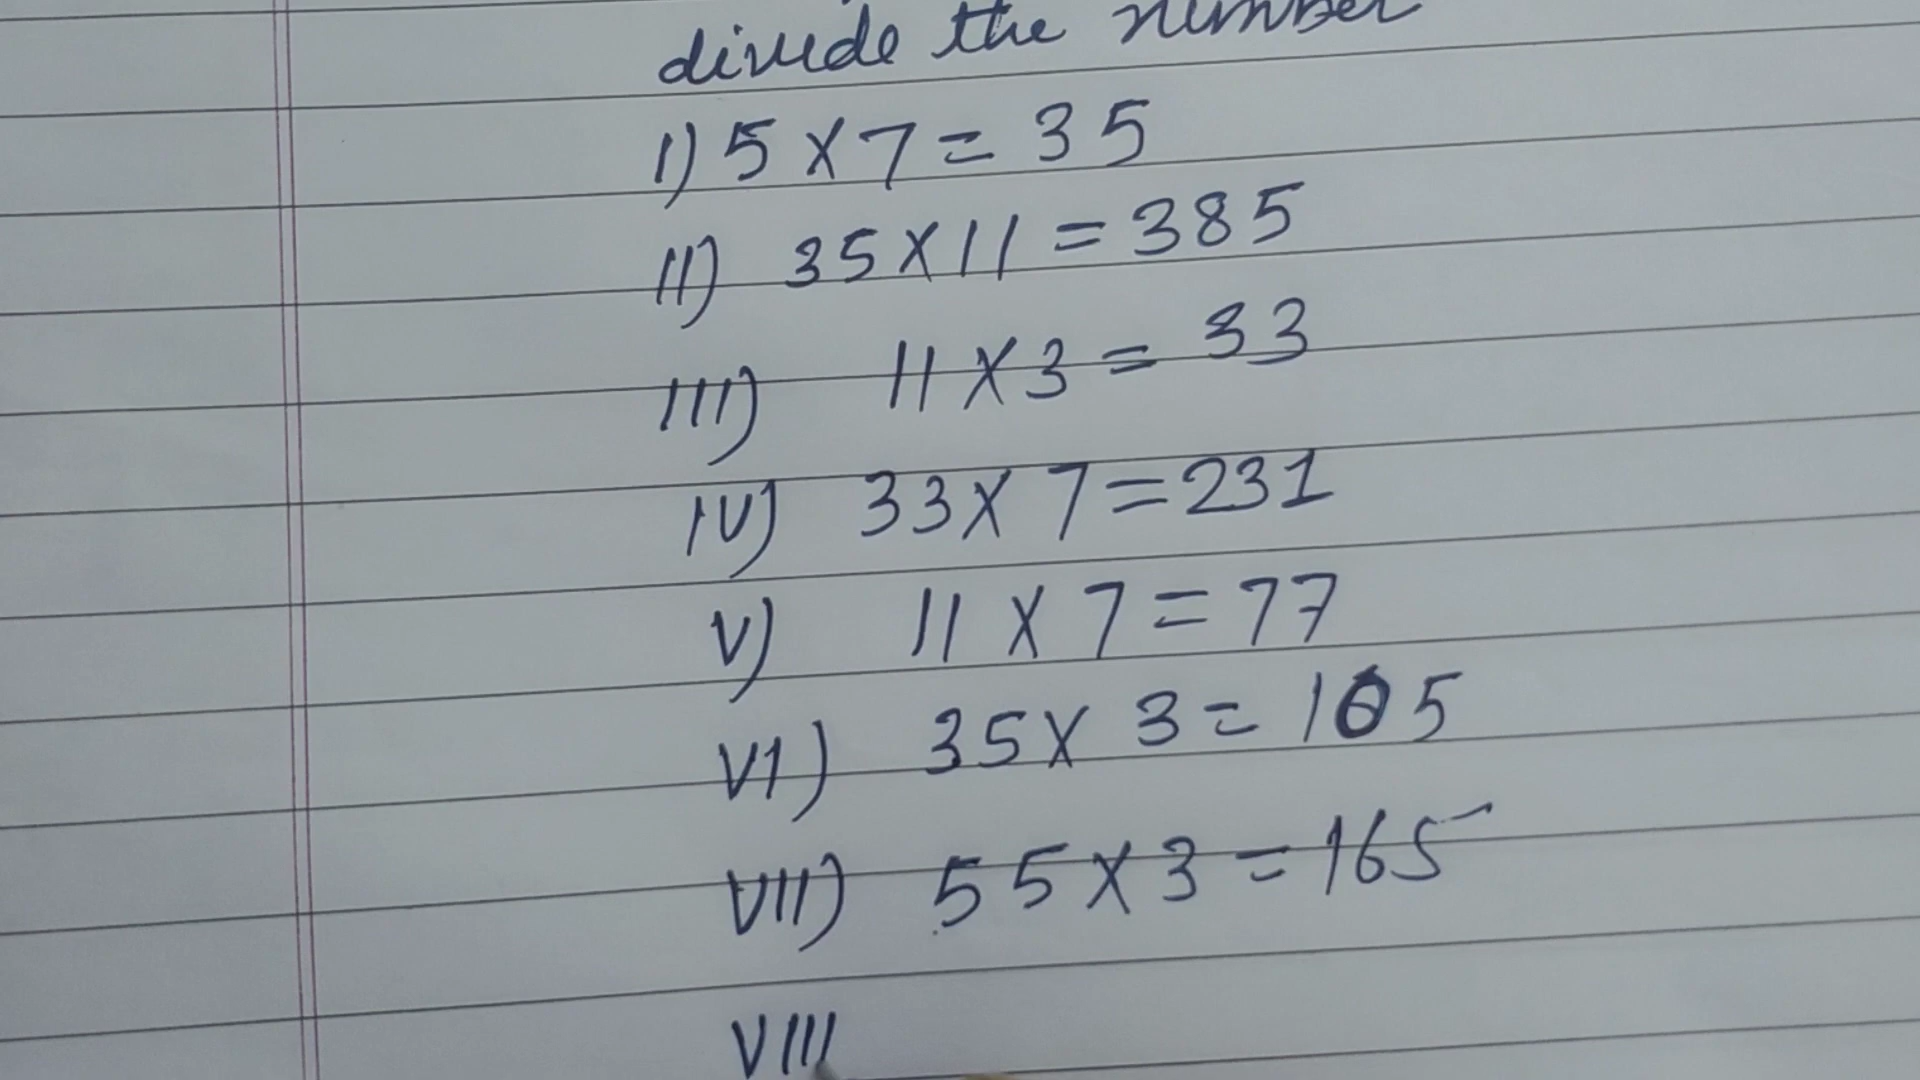 divide the number
I) 5 X 7 = 35
II) 35 X 11 = 385
III) 11 X 3 = 33
IV) 33 X 7 = 231
V) 11 X 7 = 77
VI) 35 X 3 = 105
VII) 55 X 3 = 165
VIII